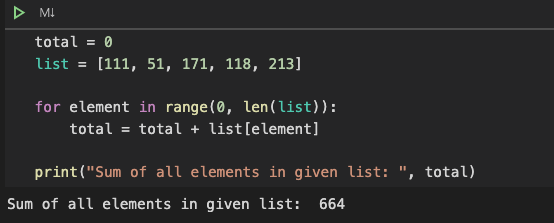 M↓
total = 0
list = [111, 51, 171, 118, 213]
for element in range(0, len(list)):
    total = total + list[element]
print("Sum of all elements in given list: ", total)
Sum of all elements in given list:  664